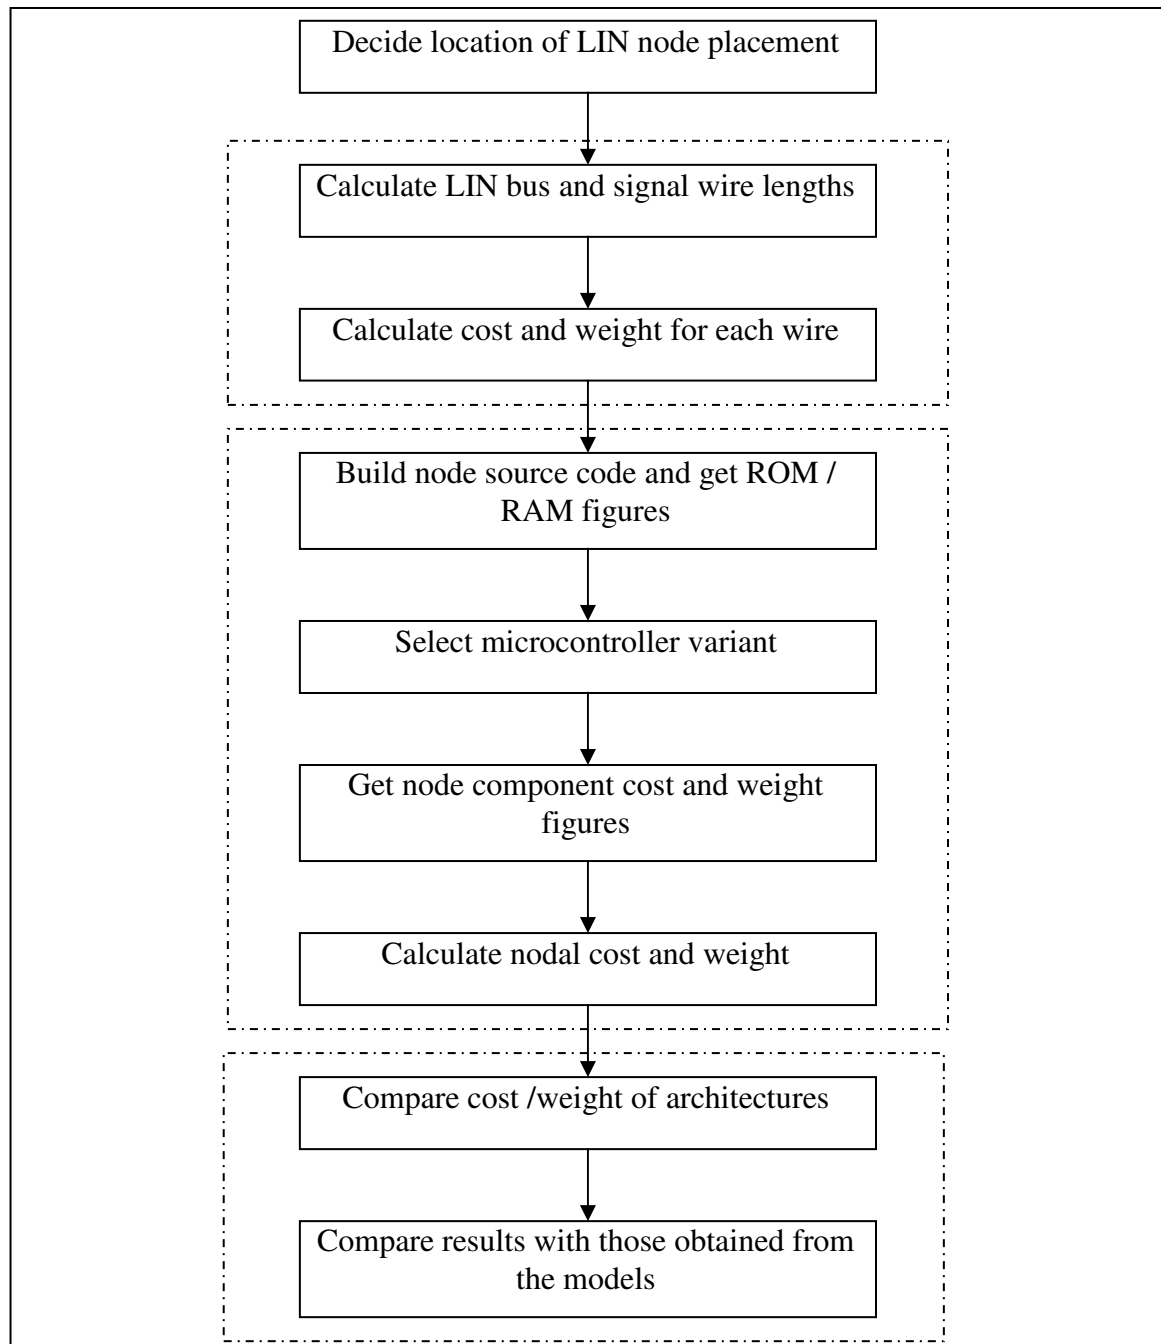 Decide location of LIN node placement
Calculate LIN bus and signal wire lengths
Calculate cost and weight for each wire
Build node source code and get ROM /
RAM figures
Select microcontroller variant
Get node component cost and weight
figures
Calculate nodal cost and weight
Compare cost /weight of architectures
Compare results with those obtained from
the models